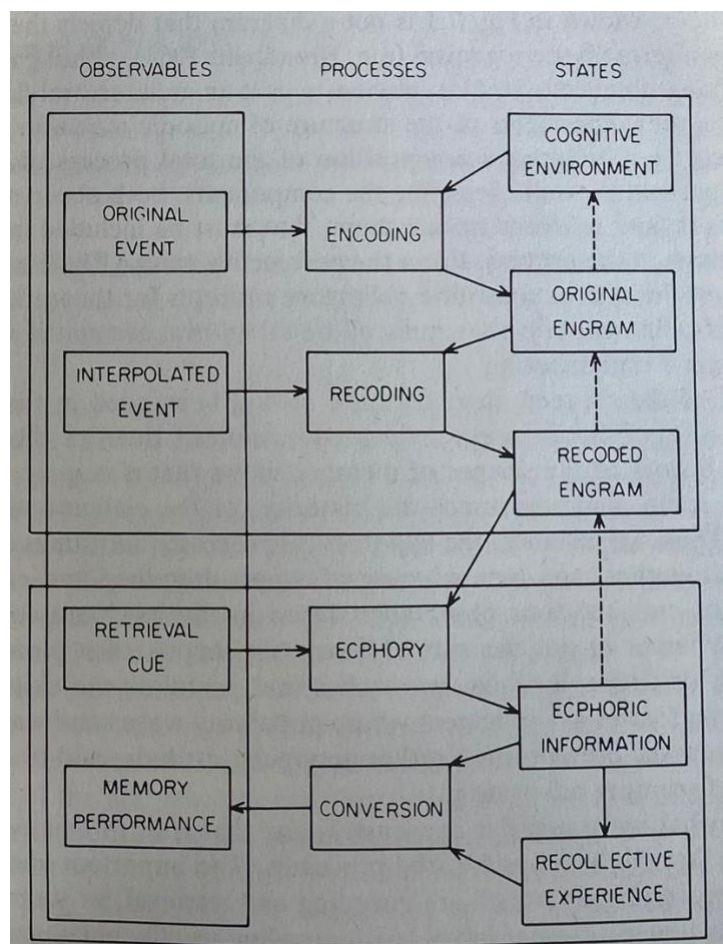 OBSERVABLES PROCESSES STATES
COGNITIVE
ENVIRONMENT
ORIGINAL
EVENT
ENCODING
ORIGINAL
ENGRAM
INTERPOLATED
EVENT
RECODING
RECODED
ENGRAM
RETRIEVAL
CUE
ECPHORY
ECPHORIC
INFORMATION
MEMORY
PERFORMANCE
CONVERSION
RECOLLECTIVE
EXPERIENCE